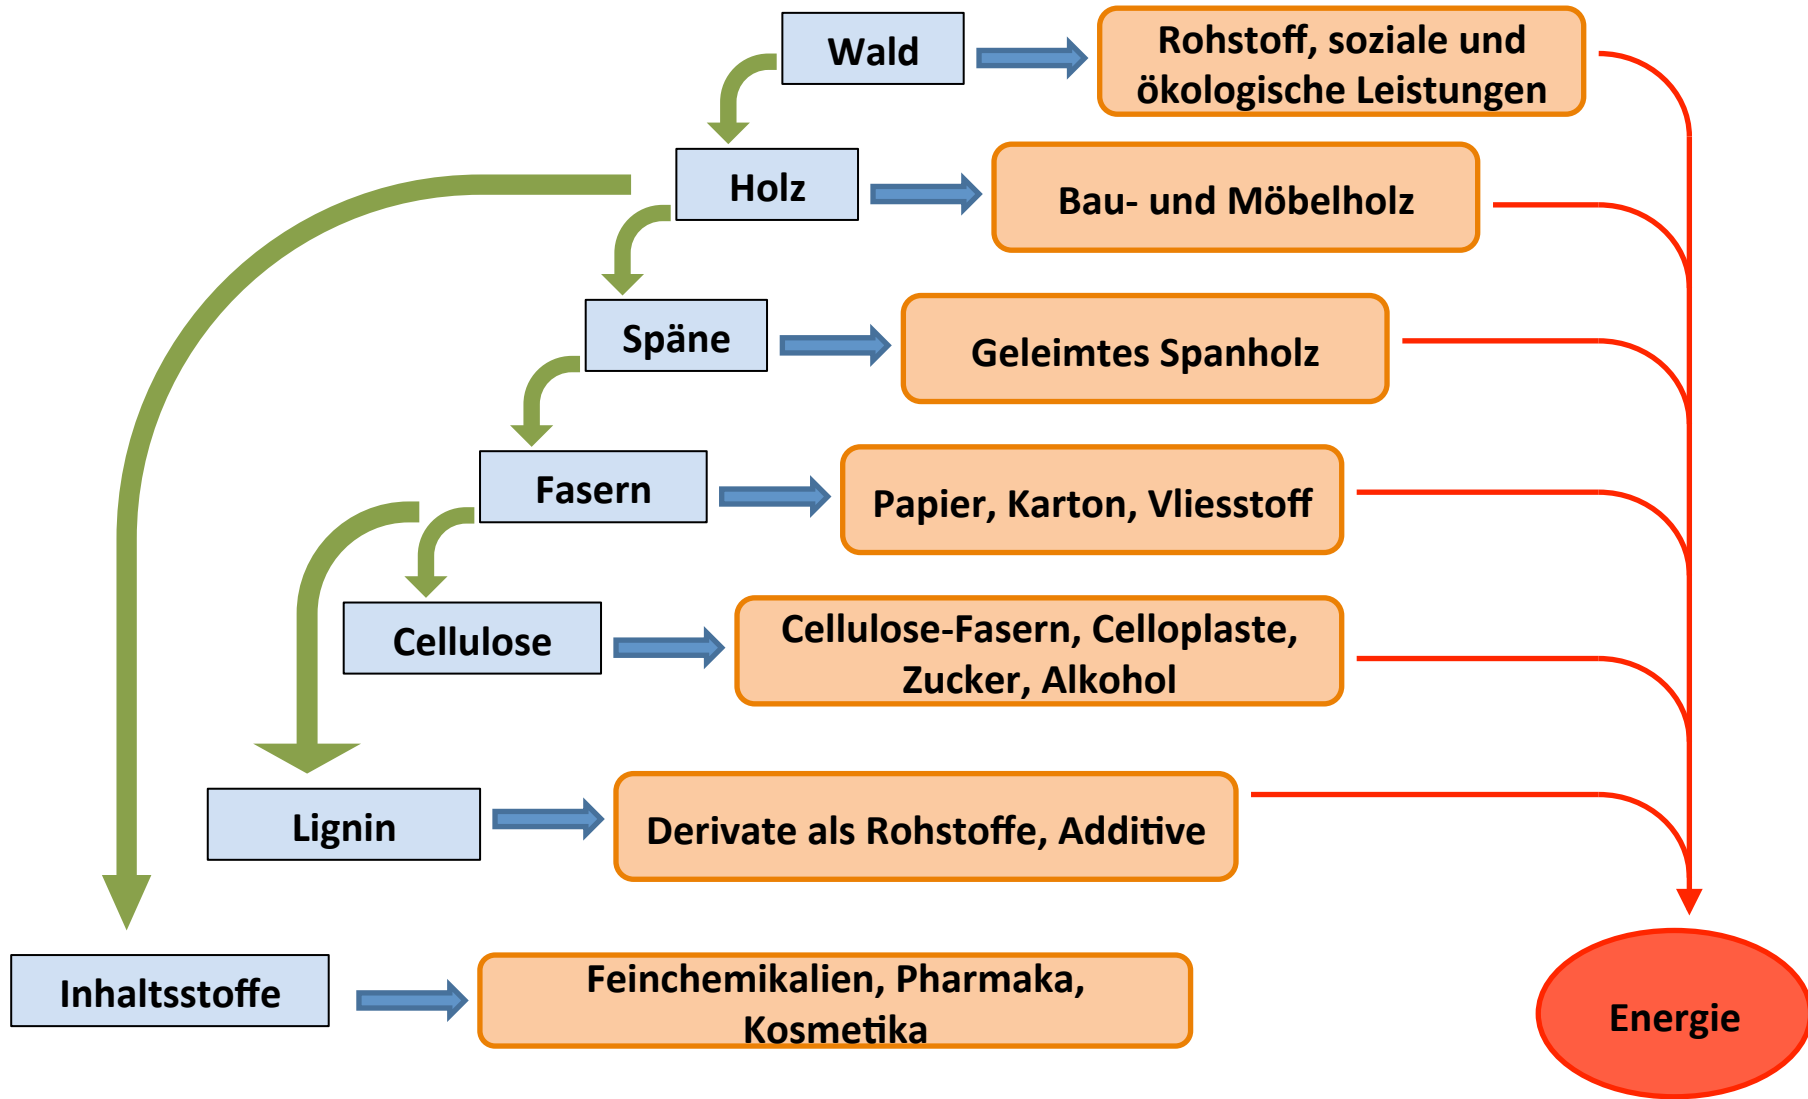 Wald
Rohstoff, soziale und
ökologische Leistungen
Holz
Bau- und Möbelholz
Späne
Geleimtes Spanholz
Fasern
Papier, Karton, Vliesstoff
Cellulose
Cellulose-Fasern, Celloplaste,
Zucker, Alkohol
Lignin
Derivate als Rohstoffe, Additive
Inhaltsstoffe
Feinchemikalien, Pharmaka,
Kosmetika
Energie